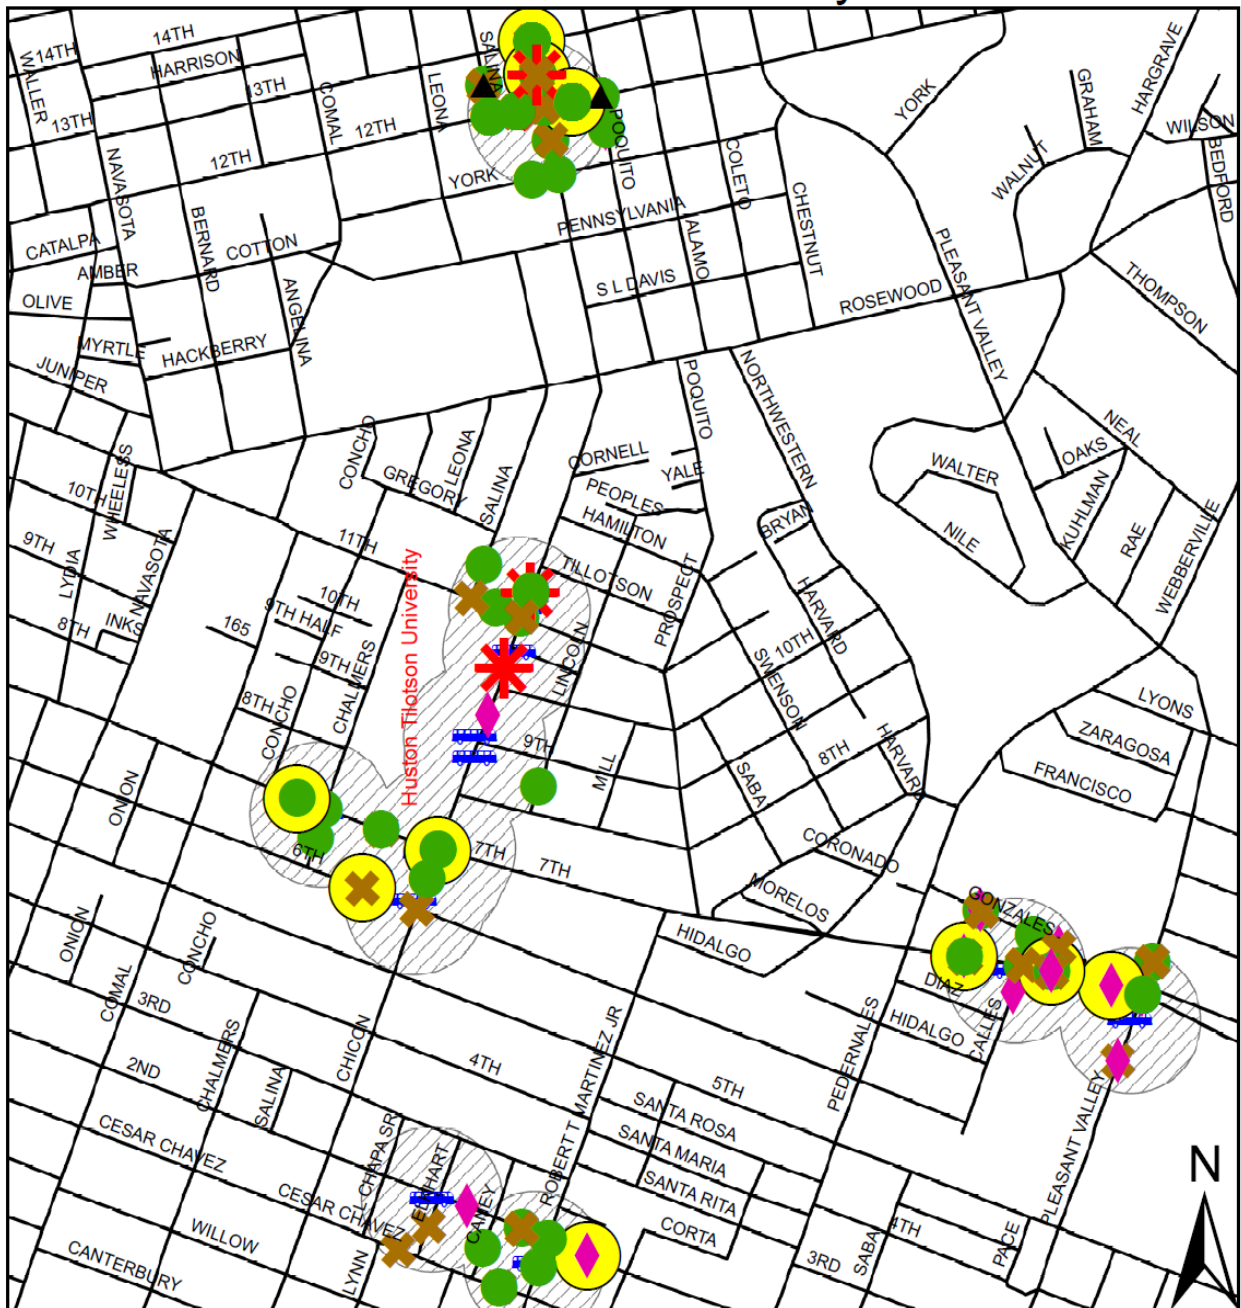 14TH
14TH
HARRISON
WALLER
13TH
13TH
COMAL
12TH
12TH
LEONA
SALINA
POQUITO
YORK
YORK
NAVASOTA
BERNARD
COLETO
CHESTNUT
PENNSYLVANIA
ALAMO
S L DAVIS
GRAHAM
HARGRAVE
WILSON
BEDFORD
WALNUT
PLEASANT VALLEY
ROSEWOOD
THOMPSON
CATALPA
AMBER
COTTON
OLIVE
ANGELINA
MYRTLE
HACKBERRY
JUNIPER
POQUITO
NORTHWESTERN
CONCHO
GREGORY
LEONA
SALINA
CORNELL
YALE
PEOPLES
HAMILTON
BRYAN
WALTER
NILE
NEAL
OAKS
KUHLMAN
RAE
WEBBERVILLE
10TH
WHEELESS
9TH
LYDIA
NAVASOTA
INKS
8TH
11TH
10TH
9TH HALF
165
9TH
CHALMERS
8TH
CONCHO
Huston Tilotson University
TILLOTSON
PROSPECT
LINCOLN
HARVARD
10TH
SWENSON
8TH
HARVARD
SABA
9TH
MILL
LYONS
ZARAGOSA
FRANCISCO
ONION
6TH
7TH
7TH
CORONADO
MORELOS
HIDALGO
GONZALES
DIAZ
HIDALGO
CALLES
PEDERNALES
ONION
CONCHO
COMAL
3RD
CHALMERS
2ND
SALINA
CHICON
4TH
ROBERT T MARTINEZ JR
5TH
SANTA ROSA
SANTA MARIA
SANTA RITA
CORTA
PLEASANT VALLEY
N
CESAR CHAVEZ
CESAR CHAVEZ
L CHAPA SR
CANEY
WILLOW
CANTERBURY
LYNN
3RD
SABA
4TH
PACE